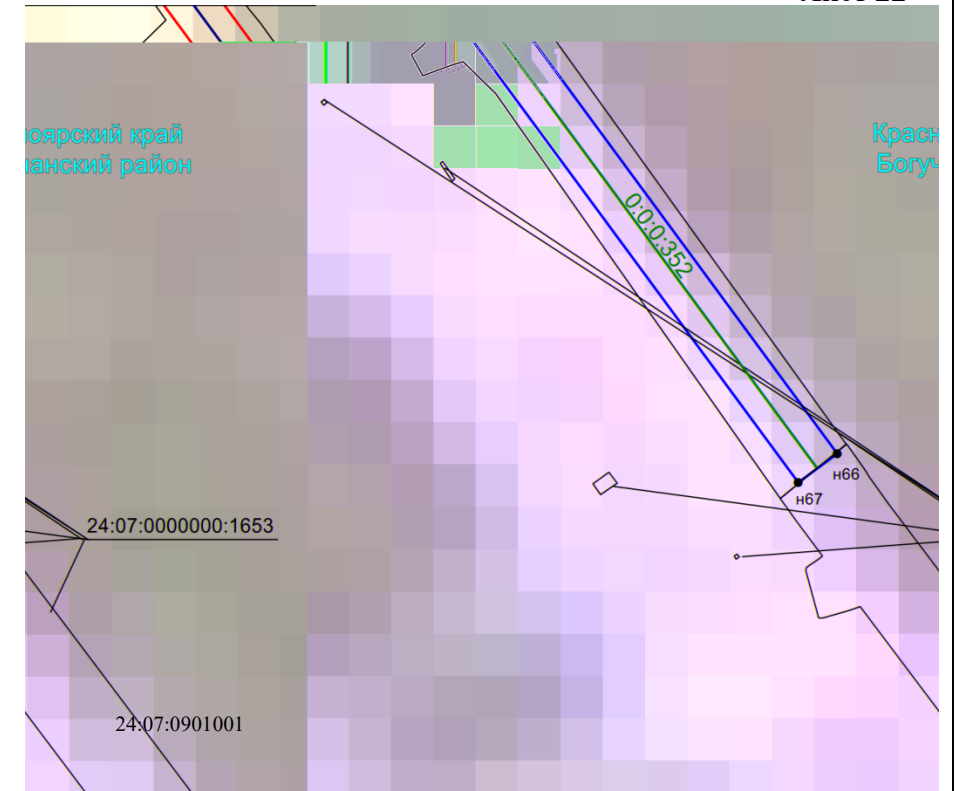 оярский край
анский район
Красн
Богуч
0:0:0:352
н66
н67
24:07:0000000:1653
24:07:0901001